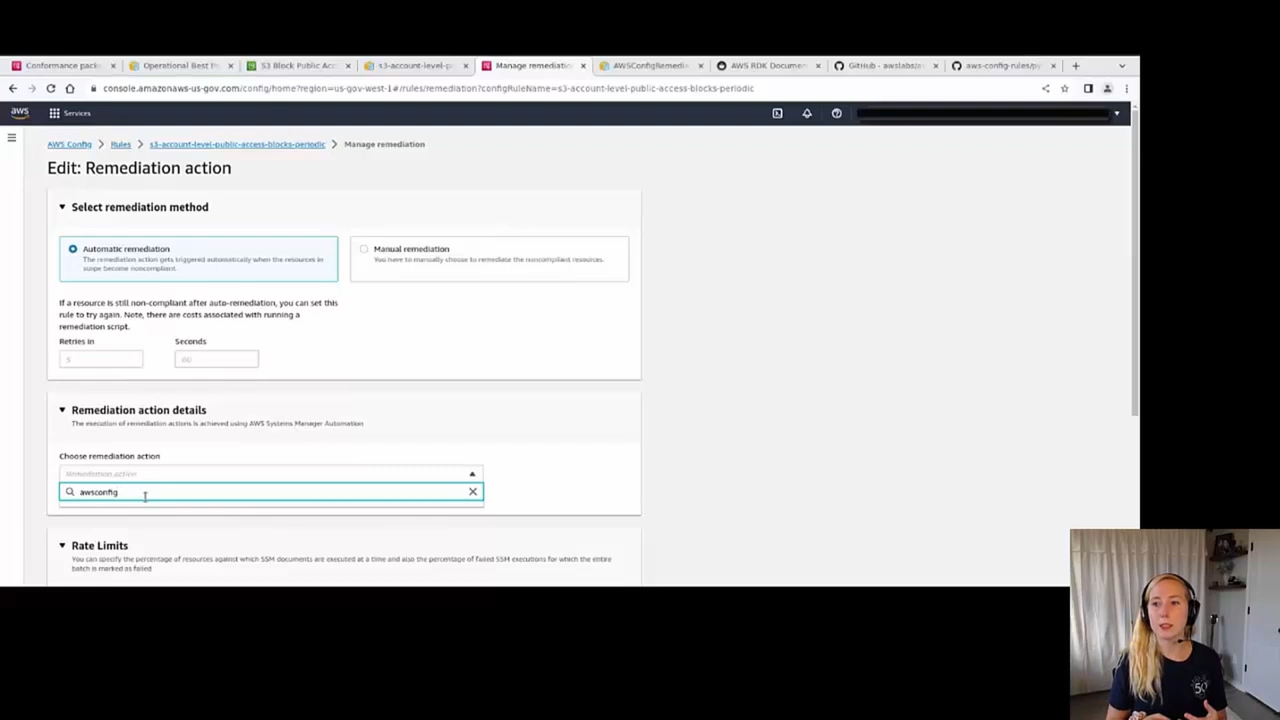 Conformance pack
Operational Best th
S3 Block Public Acc
s3-account-level-p
Manage remediation
AWSConfigRemedia
AWS RDK Documen
GitHub - awslabs/a
aws-config-rules/py
console.amazonaws-us-gov.com/config/home?region=us-gov-west-1#/rules/remediation?configRuleName=s3-account-level-public-access-blocks-periodic
aws
Services
AWS Config
Rules
s3-account-level-public-access-blocks-periodic
Manage remediation
Edit: Remediation action
Select remediation method
Automatic remediation
The remediation action gets triggered automatically when the resources in
scope become noncompliant.
Manual remediation
You have to manually choose to remediate the noncompliant resources.
If a resource is still non-compliant after auto-remediation, you can set this
rule to try again. Note, there are costs associated with running a
remediation script.
Retries in
Seconds
5
60
Remediation action details
The execution of remediation actions is achieved using AWS Systems Manager Automation
Choose remediation action
Remediation action
awsconfig
Rate Limits
You can specify the percentage of resources against which SSM documents are executed at a time and also the percentage of failed SSM executions for which the entire
batch is marked as failed
50